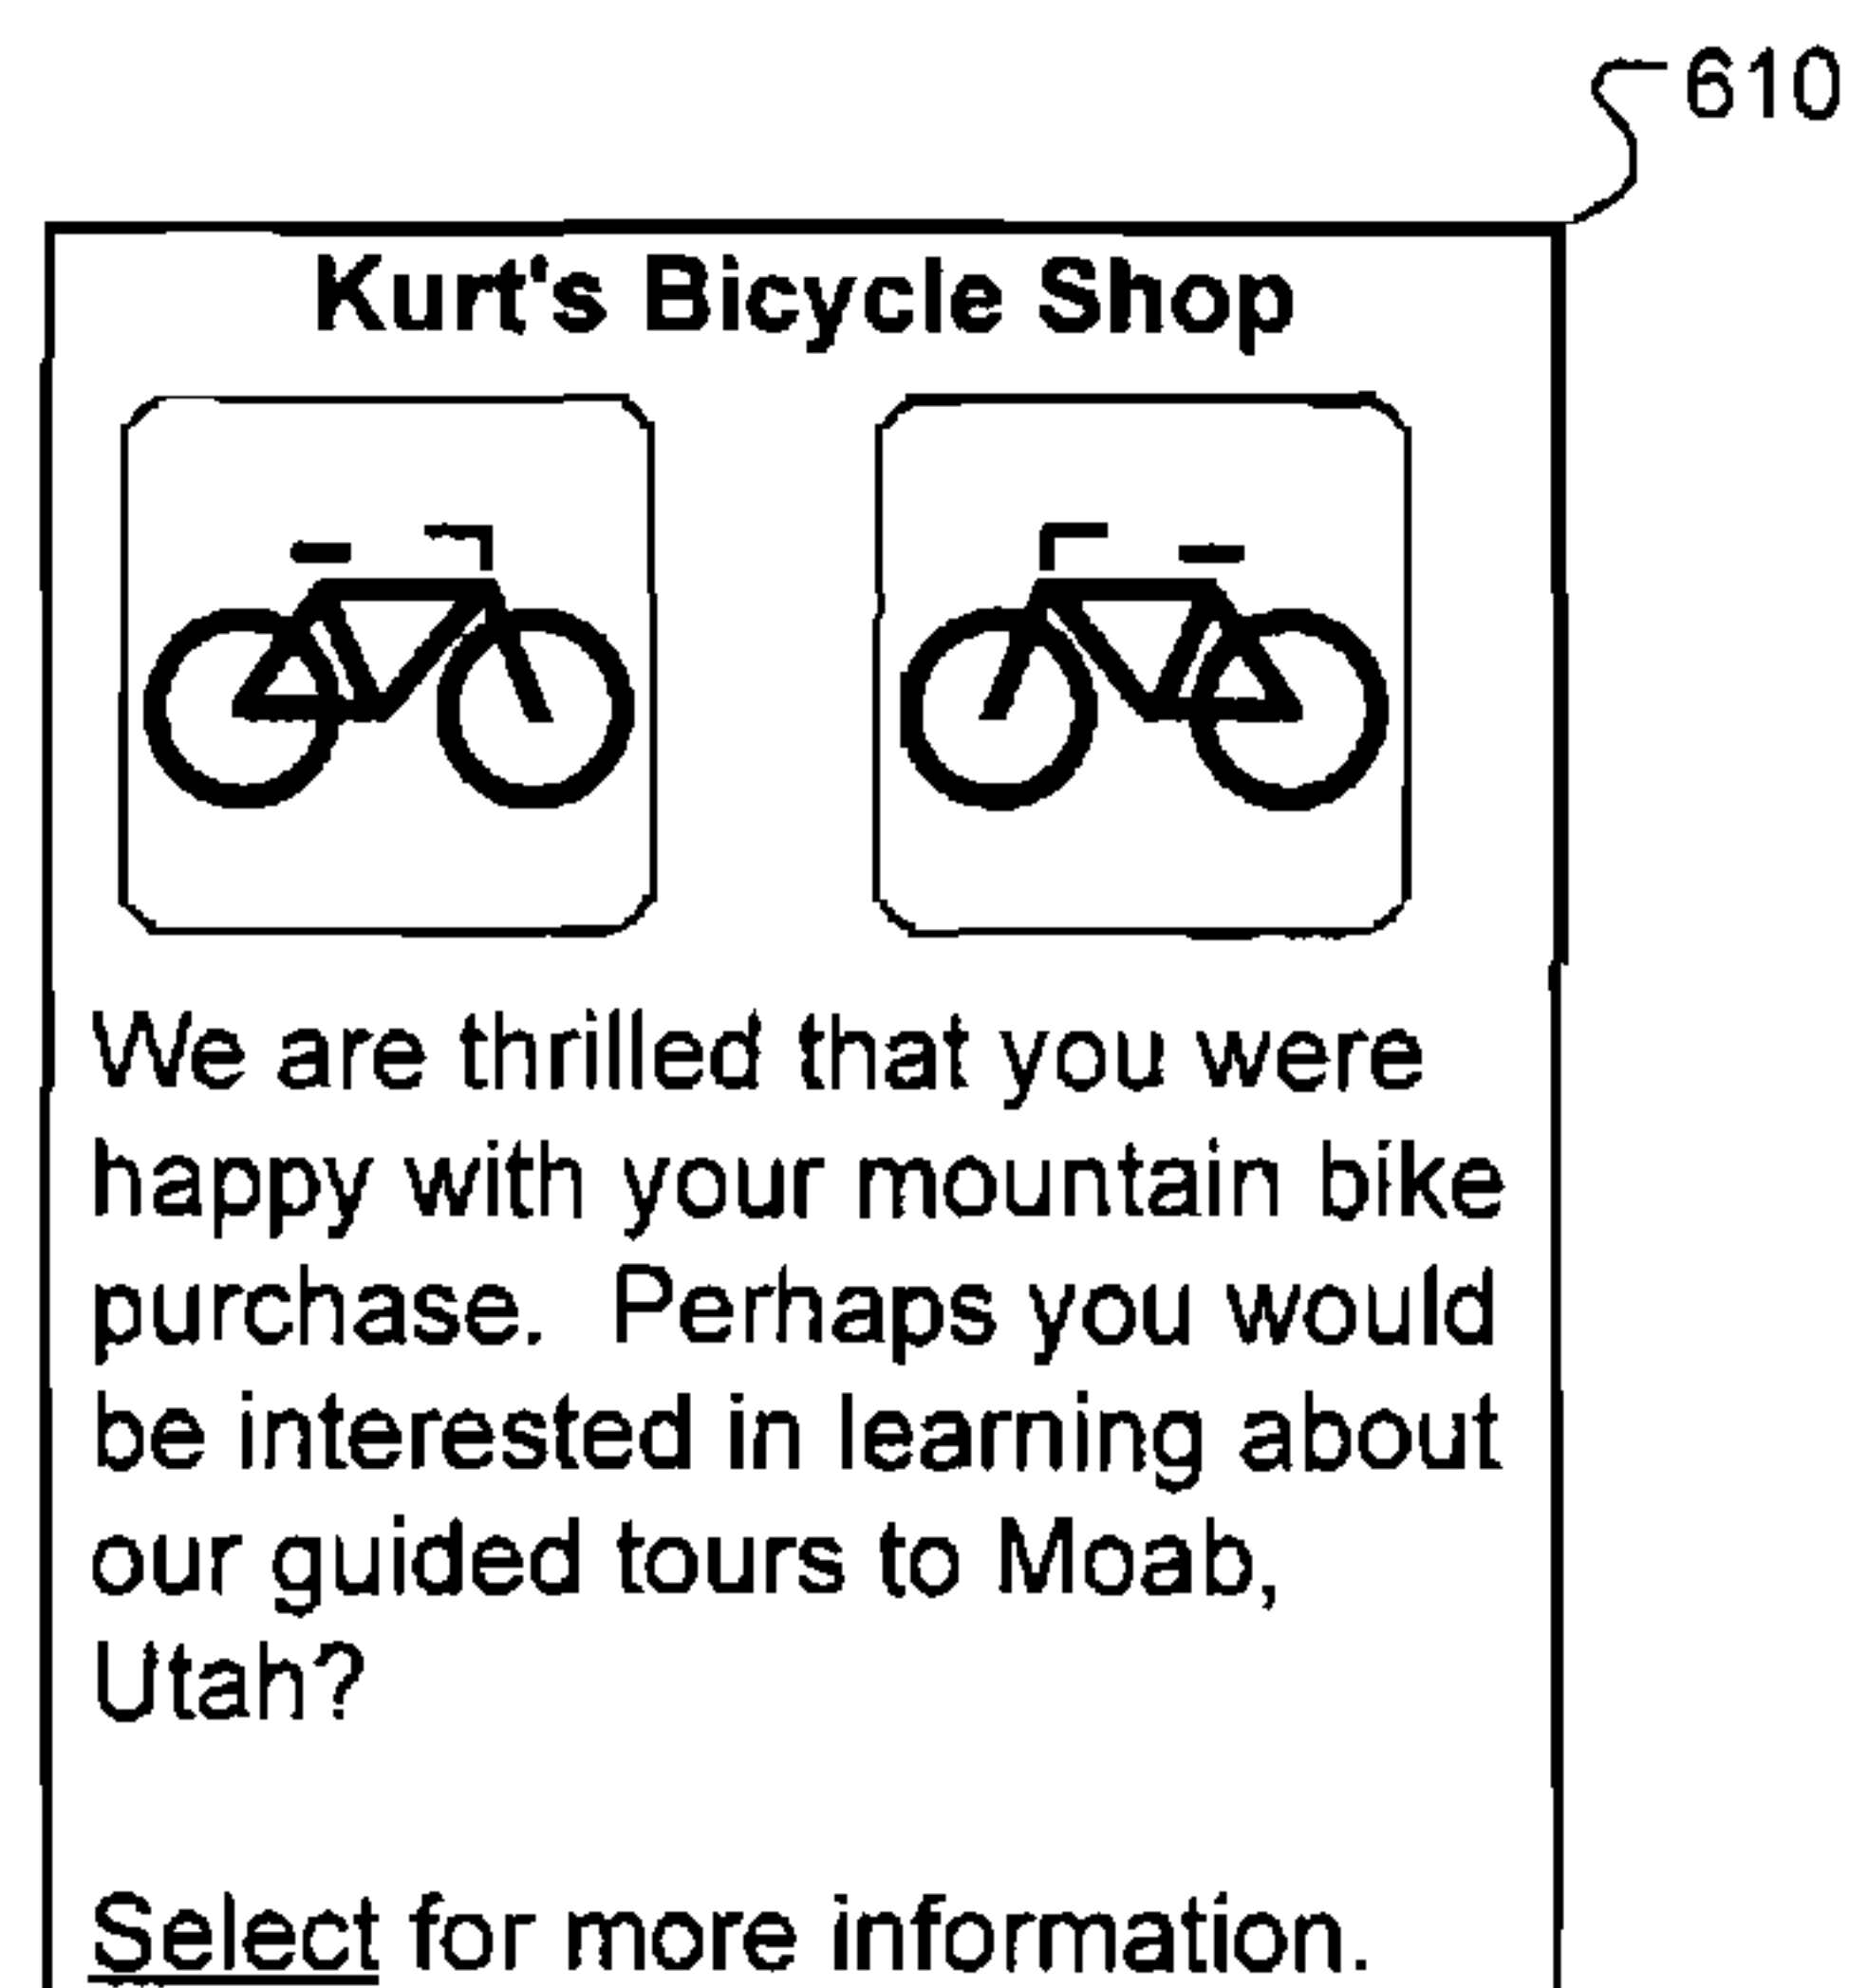 610
Kurt's Bicycle Shop
We are thrilled that you were
happy with your mountain bike
purchase.  Perhaps you would
be interested in learning about
our guided tours to Moab,
Utah?
Select for more information.